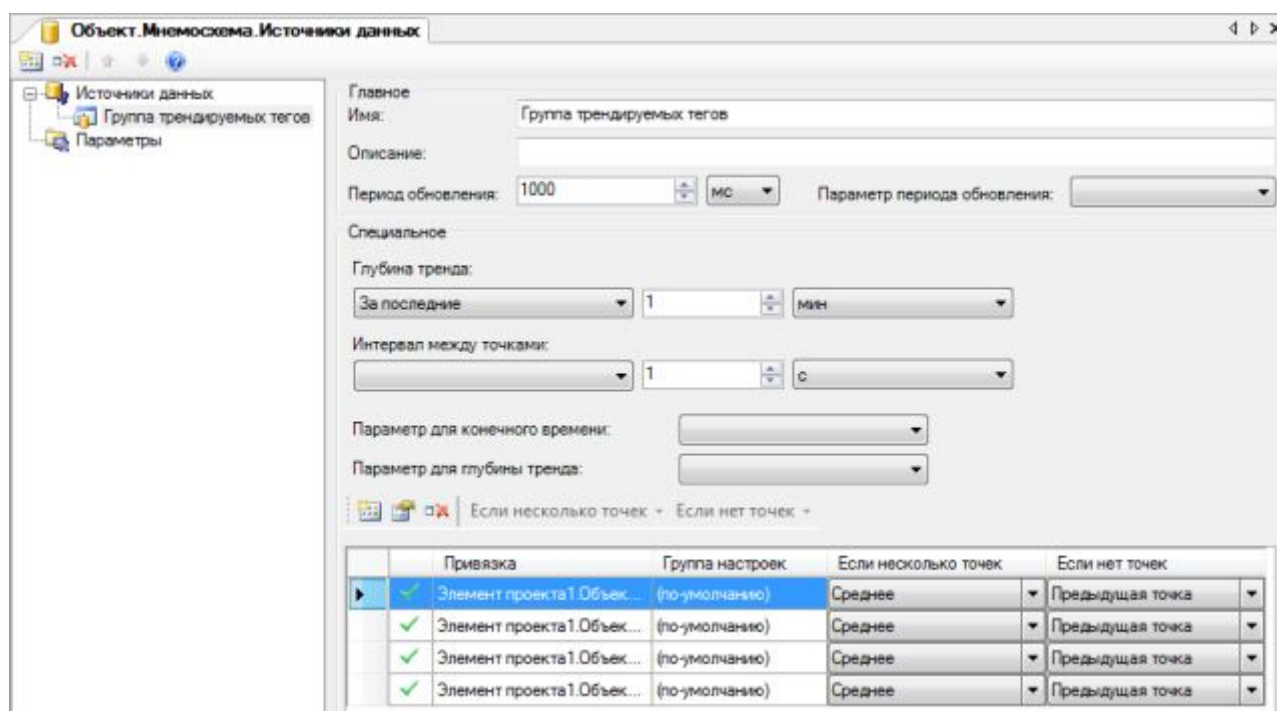 Объект.Мнемосхема.Источники данных
Источники данных
Группа трендируемых тегов
Параметры
Главное
Имя: Группа трендируемых тегов
Описание:
Период обновления: 1000 мс Параметр периода обновления:
Специальное
Глубина тренда:
За последние 1 мин
Интервал между точками:
1 с
Параметр для конечного времени:
Параметр для глубины тренда:
Если несколько точек Если нет точек
Привязка Группа настроек Если несколько точек Если нет точек
Элемент проекта1.Объек... (по-умолчанию) Среднее Предыдущая точка
Элемент проекта1.Объек... (по-умолчанию) Среднее Предыдущая точка
Элемент проекта1.Объек... (по-умолчанию) Среднее Предыдущая точка
Элемент проекта1.Объек... (по-умолчанию) Среднее Предыдущая точка